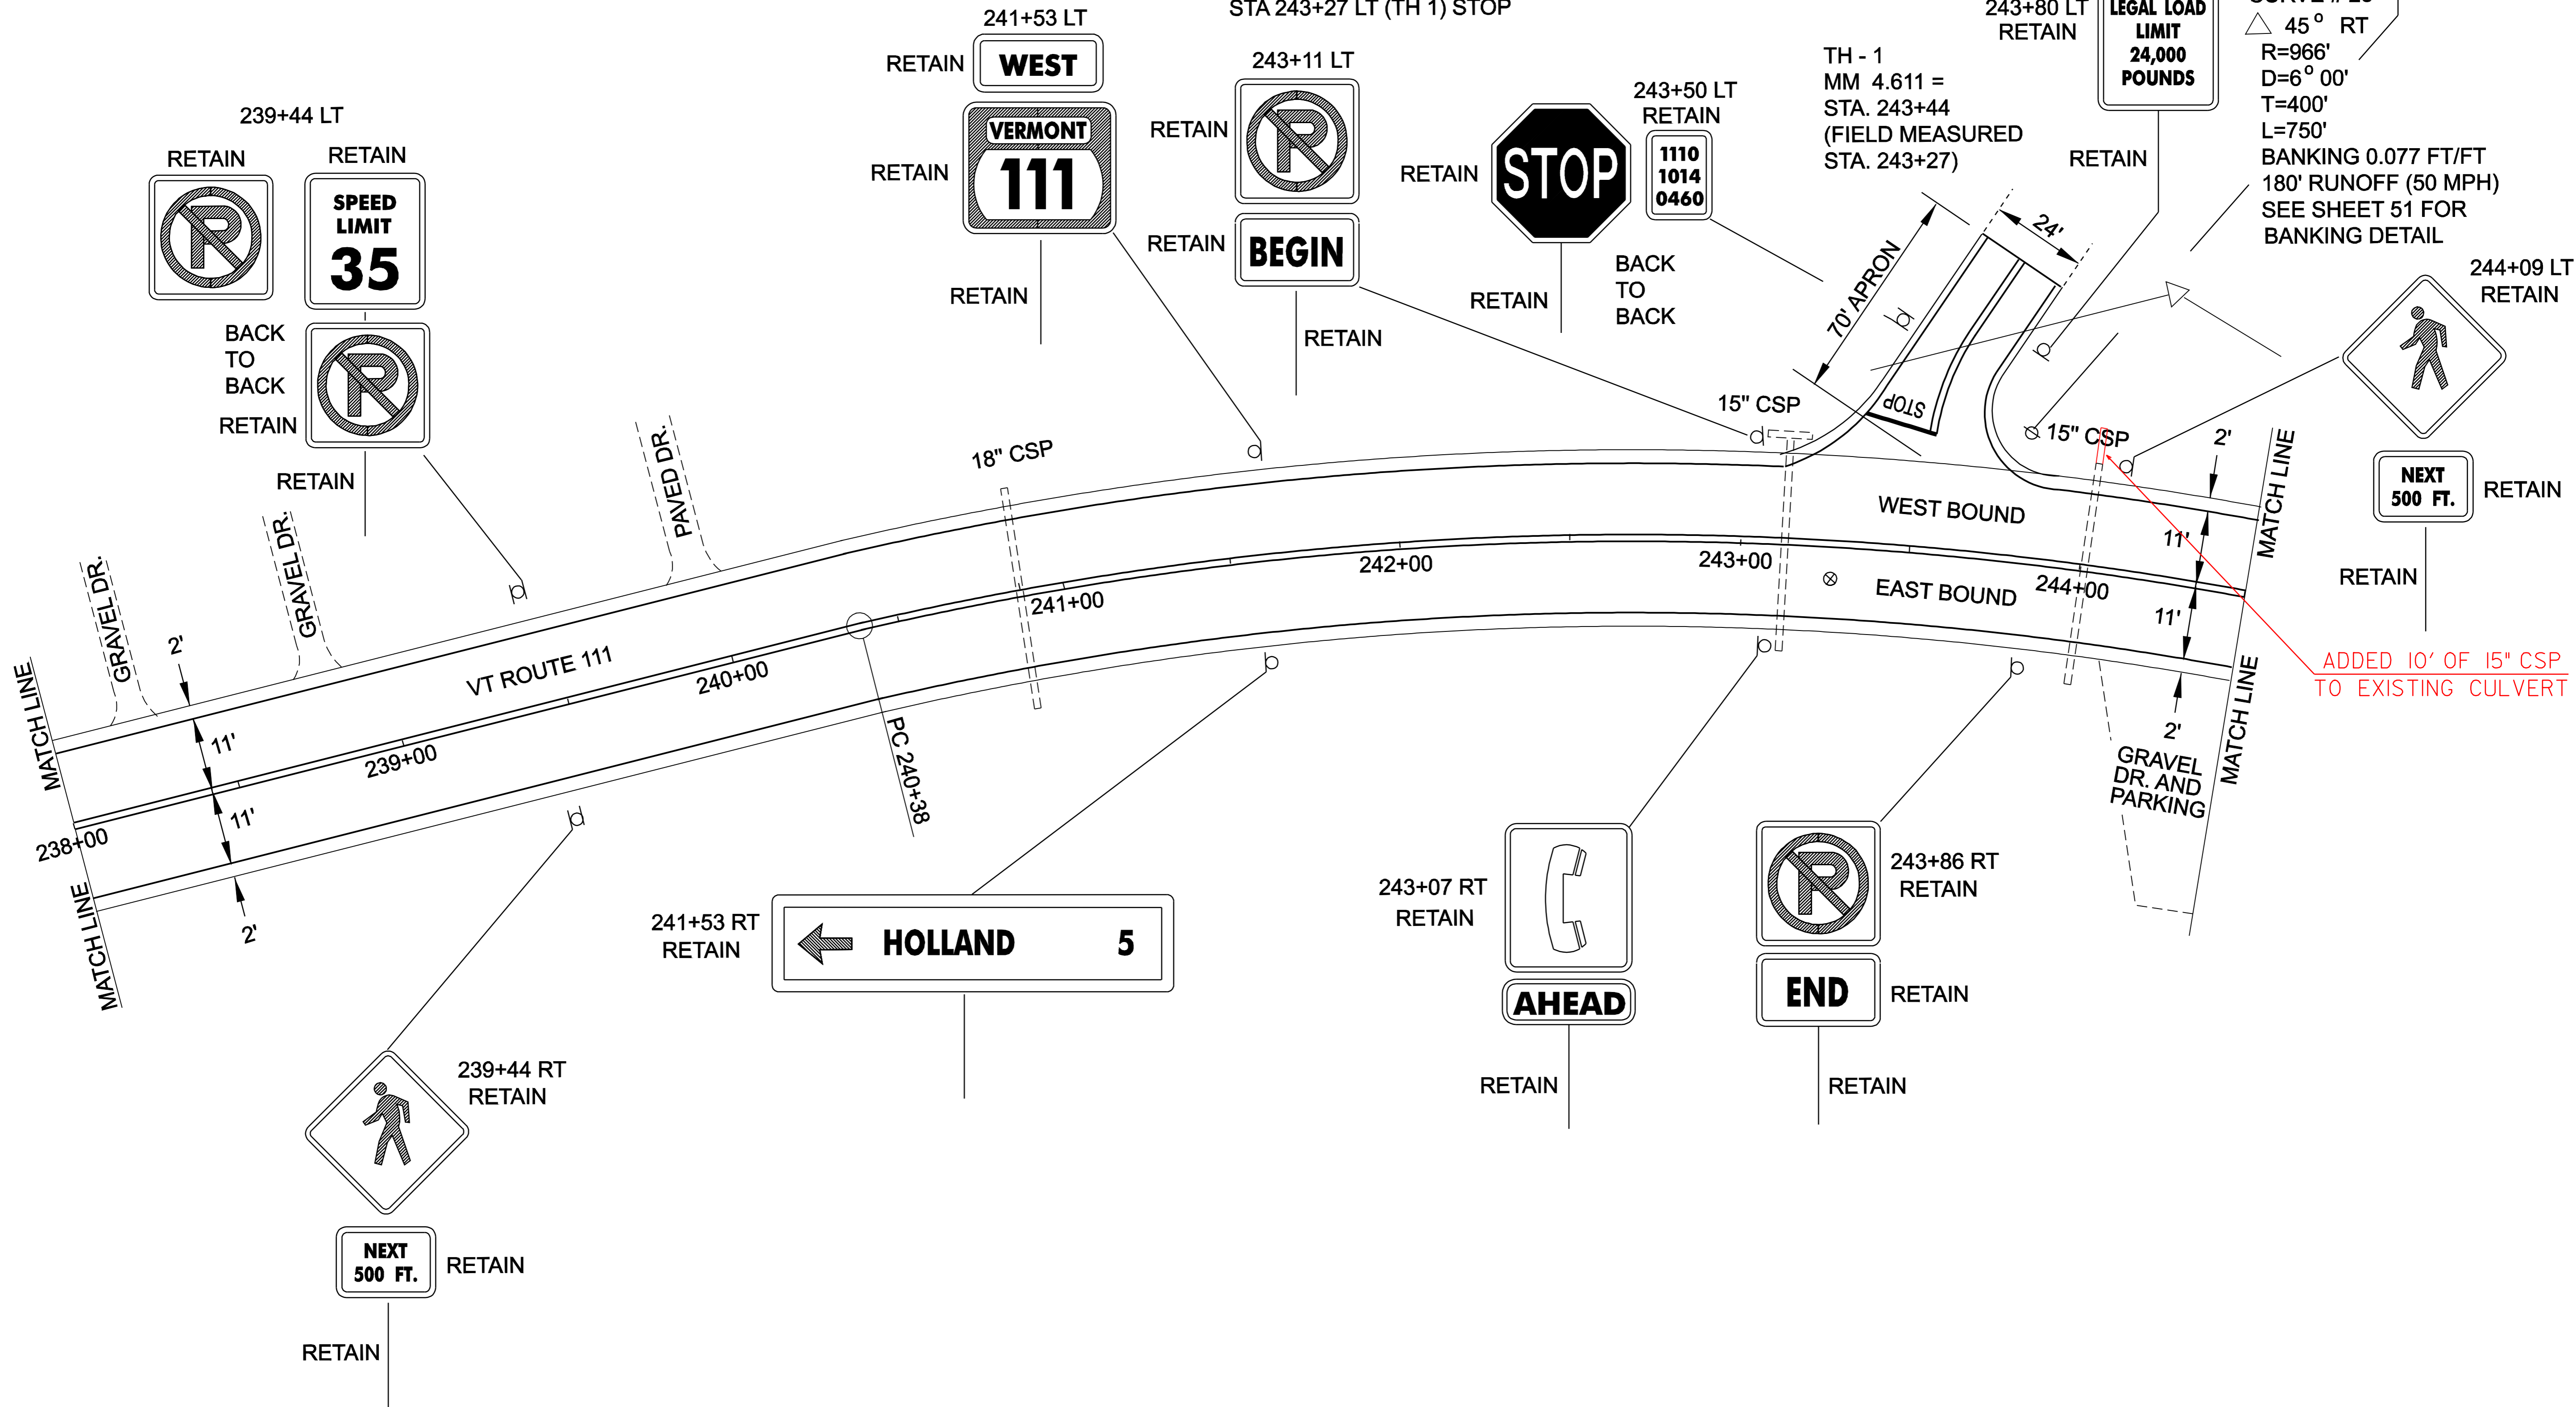 STA 243+27 LT (TH 1) STOP
239+44 LT
RETAIN
RETAIN
SPEED
LIMIT
35
BACK
TO
BACK
RETAIN
RETAIN
241+53 LT
RETAIN
WEST
VERMONT
111
RETAIN
RETAIN
243+11 LT
RETAIN
RETAIN
BEGIN
RETAIN
RETAIN
STOP
RETAIN
243+50 LT
RETAIN
1110
1014
0460
BACK
TO
BACK
TH - 1
MM 4.611 =
STA. 243+44
(FIELD MEASURED
STA. 243+27)
243+80 LT
RETAIN
LEGAL LOAD
LIMIT
24,000
POUNDS
RETAIN
45° RT
R=966'
D=6° 00'
T=400'
L=750'
BANKING 0.077 FT/FT
180' RUNOFF (50 MPH)
SEE SHEET 51 FOR
BANKING DETAIL
244+09 LT
RETAIN
NEXT
500 FT.
RETAIN
RETAIN
70' APRON
24'
STOP
15" CSP
15" CSP
18" CSP
GRAVEL DR.
GRAVEL DR.
PAVED DR.
MATCH LINE
MATCH LINE
2'
11'
11'
2'
VT ROUTE 111
238+00
239+00
240+00
241+00
242+00
243+00
244+00
PC 240+38
WEST BOUND
EAST BOUND
2'
11'
11'
2'
MATCH LINE
MATCH LINE
GRAVEL
DR. AND
PARKING
ADDED 10' OF 15" CSP
TO EXISTING CULVERT
239+44 RT
RETAIN
NEXT
500 FT.
RETAIN
RETAIN
241+53 RT
RETAIN
HOLLAND 5
243+07 RT
RETAIN
AHEAD
RETAIN
243+86 RT
RETAIN
END
RETAIN
RETAIN